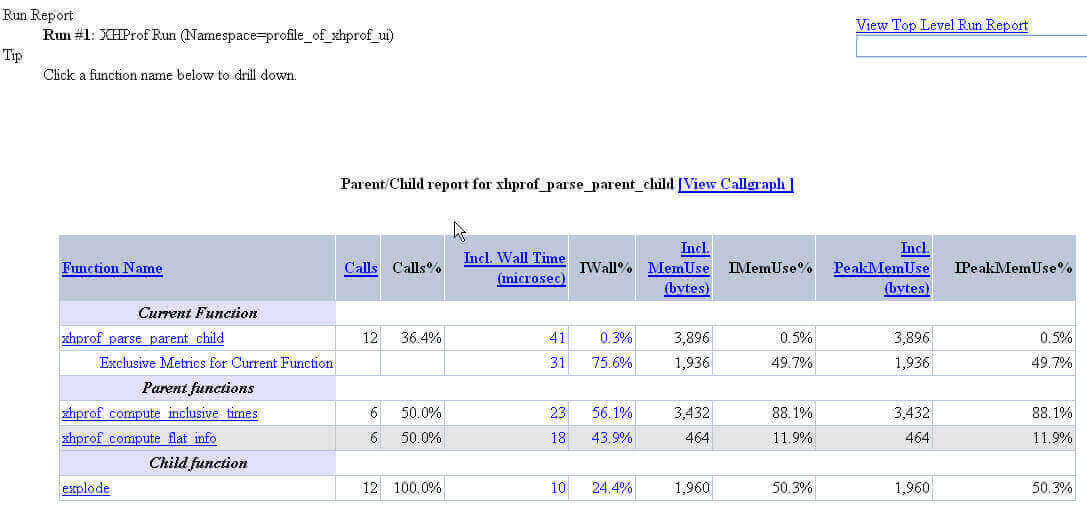 Run Report
Run #1: XHProf Run (Namespace=profile_of_xhprof_ui)
View Top Level Run Report
Tip
Click a function name below to drill down.
Parent/Child report for xhprof_parse_parent_child [View Callgraph ]
Function Name Calls Calls% Incl. Wall Time (microsec) IWall% Incl. MemUse (bytes) IMemUse% Incl. PeakMemUse (bytes) IPeakMemUse%
Current Function
xhprof_parse_parent_child 12 36.4% 41 0.3% 3,896 0.5% 3,896 0.5%
Exclusive Metrics for Current Function 31 75.6% 1,936 49.7% 1,936 49.7%
Parent functions
xhprof_compute_inclusive_times 6 50.0% 23 56.1% 3,432 88.1% 3,432 88.1%
xhprof_compute_flat_info 6 50.0% 18 43.9% 464 11.9% 464 11.9%
Child function
explode 12 100.0% 10 24.4% 1,960 50.3% 1,960 50.3%